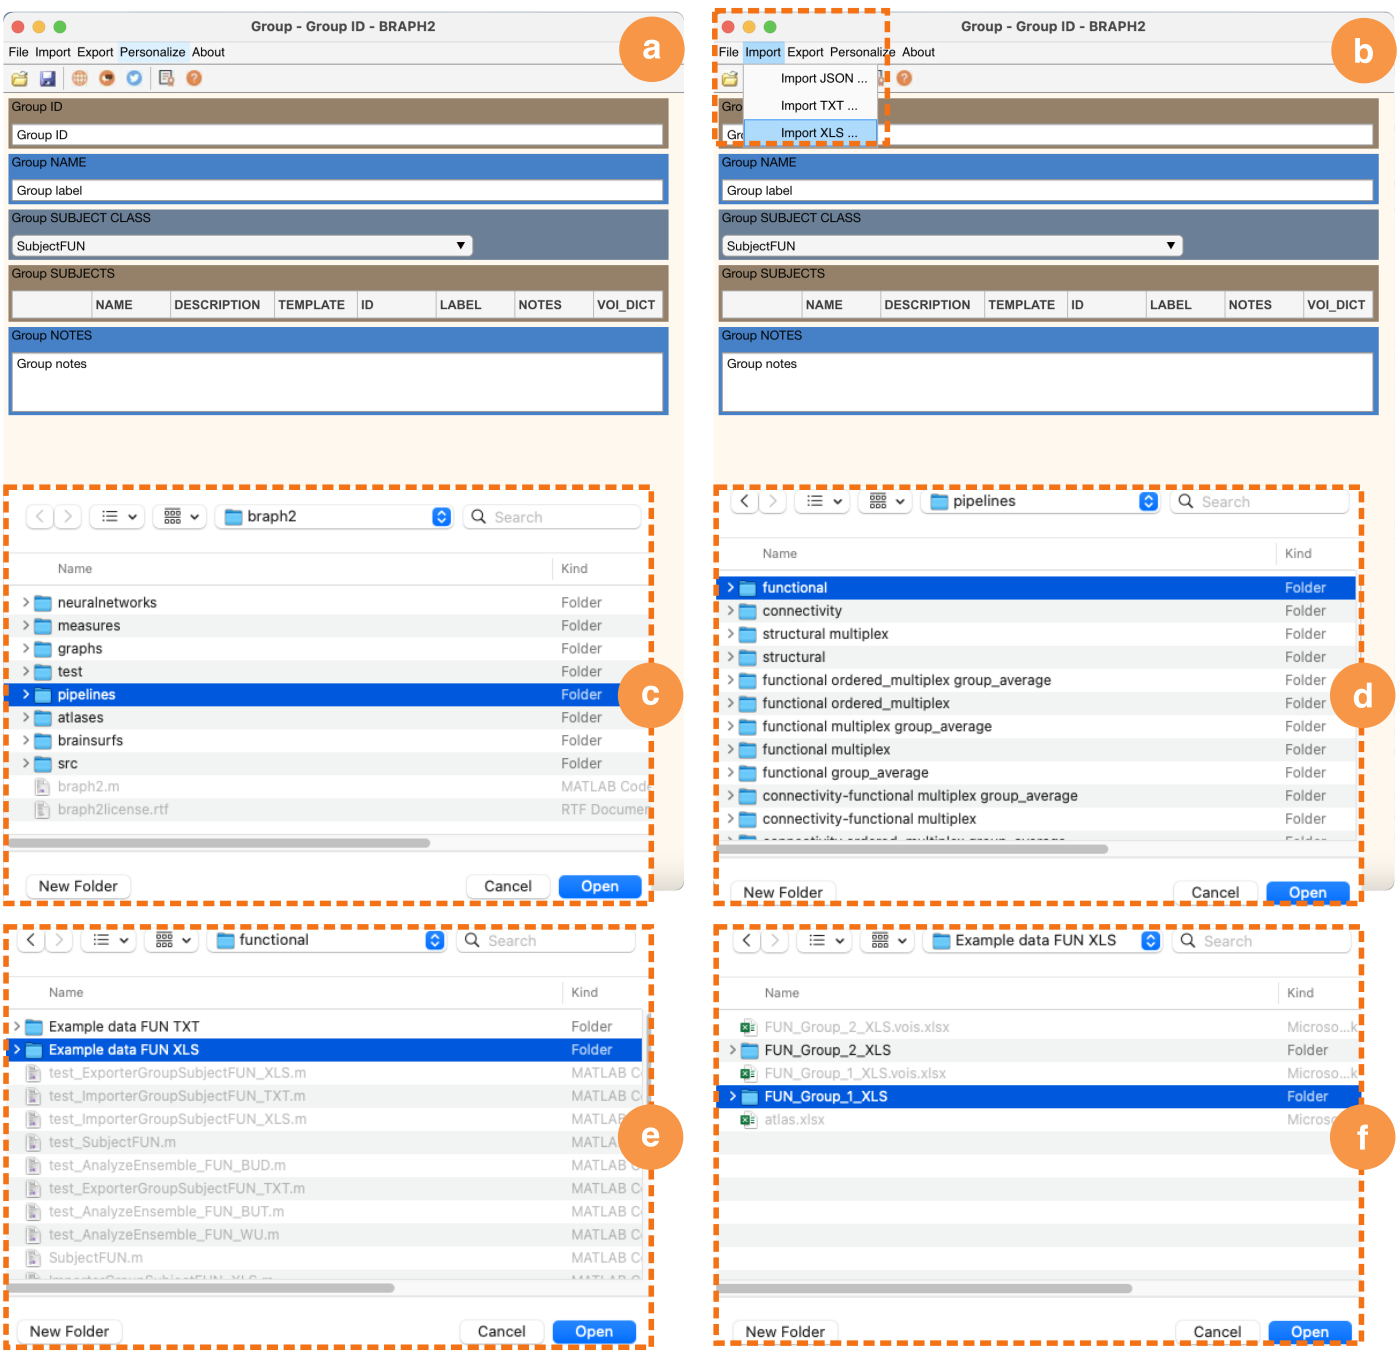 Group - Group ID - BRAPH2
File Import Export Personalize About
a
Group ID
Group ID
Group NAME
Group label
Group SUBJECT CLASS
SubjectFUN
Group SUBJECTS
NAME DESCRIPTION TEMPLATE ID LABEL NOTES VOI_DICT
Group NOTES
Group notes
Group - Group ID - BRAPH2
File Import Export Personalize About
b
Import JSON ...
Import TXT ...
Import XLS ...
Gro
Gr
Group NAME
Group label
Group SUBJECT CLASS
SubjectFUN
Group SUBJECTS
NAME DESCRIPTION TEMPLATE ID LABEL NOTES VOI_DICT
Group NOTES
Group notes
braph2 Search
Name Kind
neuralnetworks Folder
measures Folder
graphs Folder
test Folder
pipelines Folder
c
atlases Folder
brainsurfs Folder
src Folder
braph2.m MATLAB Code
braph2license.rtf RTF Documen
New Folder Cancel Open
pipelines Search
Name Kind
functional Folder
connectivity Folder
structural multiplex Folder
structural Folder
functional ordered_multiplex group_average Folder
functional ordered_multiplex Folder
d
functional multiplex group_average Folder
functional multiplex Folder
functional group_average Folder
connectivity-functional multiplex group_average Folder
connectivity-functional multiplex Folder
connectivity ordered_multiplex group_average Folder
New Folder Cancel Open
functional Search
Name Kind
Example data FUN TXT Folder
Example data FUN XLS Folder
test_ExporterGroupSubjectFUN_XLS.m MATLAB C
test_ImporterGroupSubjectFUN_TXT.m MATLAB C
test_ImporterGroupSubjectFUN_XLS.m MATLAB
test_SubjectFUN.m MATLA
e
test_AnalyzeEnsemble_FUN_BUD.m MATLAB C
test_ExporterGroupSubjectFUN_TXT.m MATLAB C
test_AnalyzeEnsemble_FUN_BUT.m MATLAB C
test_AnalyzeEnsemble_FUN_WU.m MATLAB C
SubjectFUN.m MATLAB C
ImporterGroupSubjectFUN_XLS.m MATLAB C
New Folder Cancel Open
Example data FUN XLS Search
Name Kind
FUN_Group_2_XLS.vois.xlsx Microso...k
FUN_Group_2_XLS Folder
FUN_Group_1_XLS.vois.xlsx Microso...k
FUN_Group_1_XLS Folder
atlas.xlsx Microso
f
New Folder Cancel Open